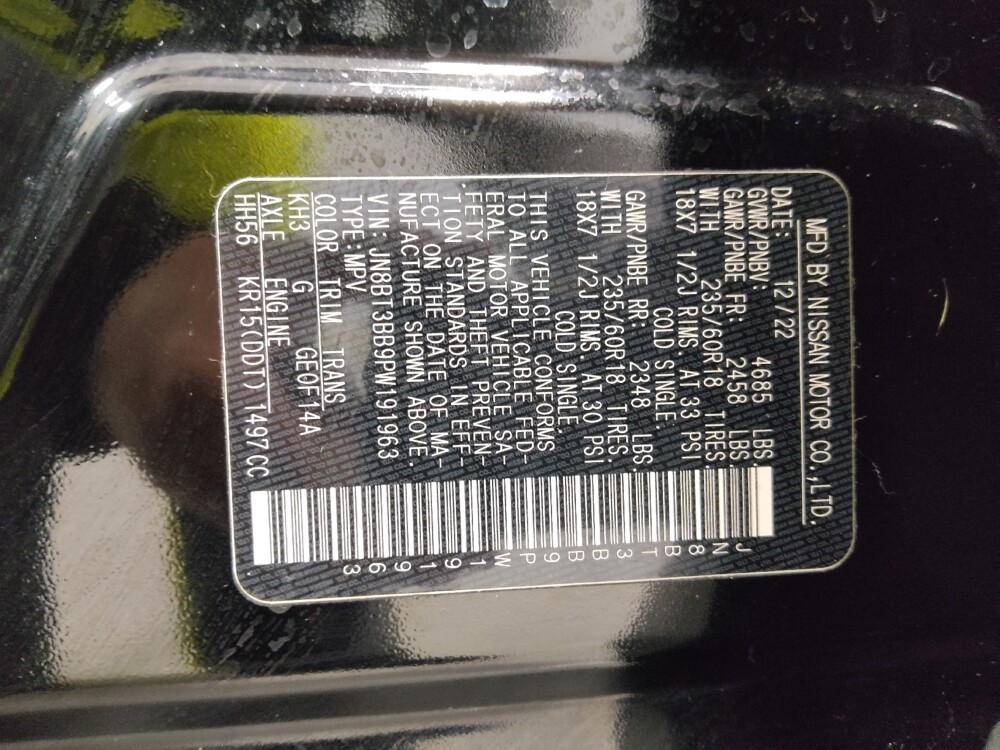 MFD BY NISSAN MOTOR CO.,LTD.
DATE: 12/22
GVWR/PNBV: 4685 LBS
GAWR/PNBE FR: 2458 LBS.
WITH 235/60R18 TIRES.
18X7 1/2J RIMS. AT 33 PSI
COLD SINGLE.
GAWR/PNBE RR: 2348 LBS.
WITH 235/60R18 TIRES.
18X7 1/2J RIMS. AT 30 PSI
COLD SINGLE.
THIS VEHICLE CONFORMS
TO ALL APPLICABLE FED-
ERAL MOTOR VEHICLE SA-
FETY AND THEFT PREVEN-
TION STANDARDS IN EFF-
ECT ON THE DATE OF MA-
NUFACTURE SHOWN ABOVE.
VIN: JN8BT3BB9PW191963
TYPE:MPV
COLOR TRIM TRANS
KH3 G GEOF14A
AXLE ENGINE
HH56 KR15(DDT) 1497CC
JN8BT3BB9PW191963